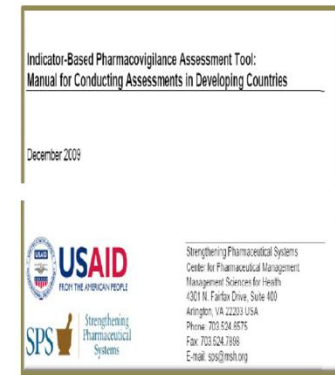 Indicator-Based Pharmacovigilance Assessment Tool:
Manual for Conducting Assessments in Developing Countries
December 2009
USAID
FROM THE AMERICAN PEOPLE
SPS
Strengthening
Pharmaceutical
Systems
Strengthening Pharmaceutical Systems
Center for Pharmaceutical Management
Management Sciences for Health
4301 N. Fairfax Drive, Suite 400
Arlington, VA 22203 USA
Phone: 703.524.6575
Fax: 703.524.7898
E-mail: sps@msh.org